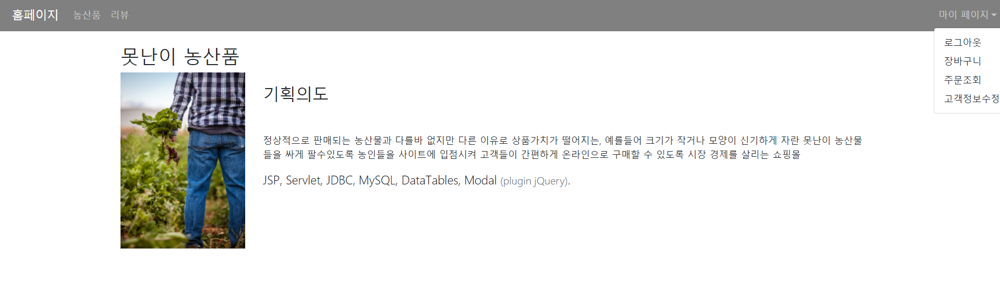 홈페이지 농산품 리뷰 마이 페이지
로그아웃
장바구니
주문조회
고객정보수정
못난이 농산품
기획의도
정상적으로 판매되는 농산물과 다를바 없지만 다른 이유로 상품가치가 떨어지는, 예를들어 크기가 작거나 모양이 신기하게 자란 못난이 농산물
들을 싸게 팔수있도록 농인들을 사이트에 입점시켜 고객들이 간편하게 온라인으로 구매할 수 있도록 시장 경제를 살리는 쇼핑몰
JSP, Servlet, JDBC, MySQL, DataTables, Modal (plugin jQuery).